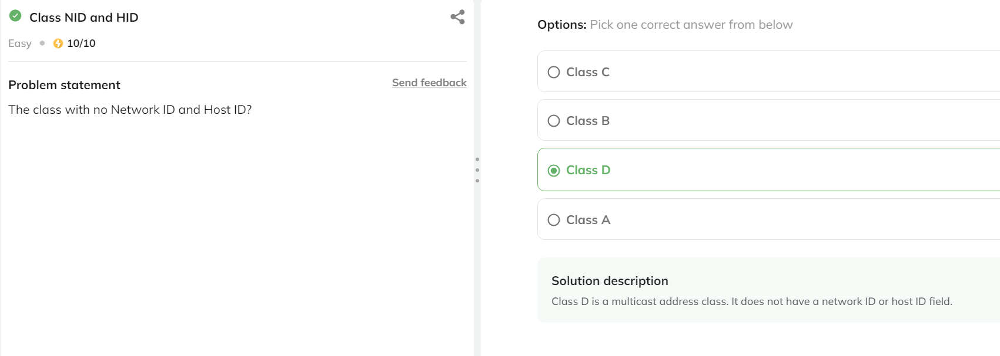 Class NID and HID
Easy
10/10
Problem statement
Send feedback
The class with no Network ID and Host ID?
Options: Pick one correct answer from below
Class C
Class B
Class D
Class A
Solution description
Class D is a multicast address class. It does not have a network ID or host ID field.